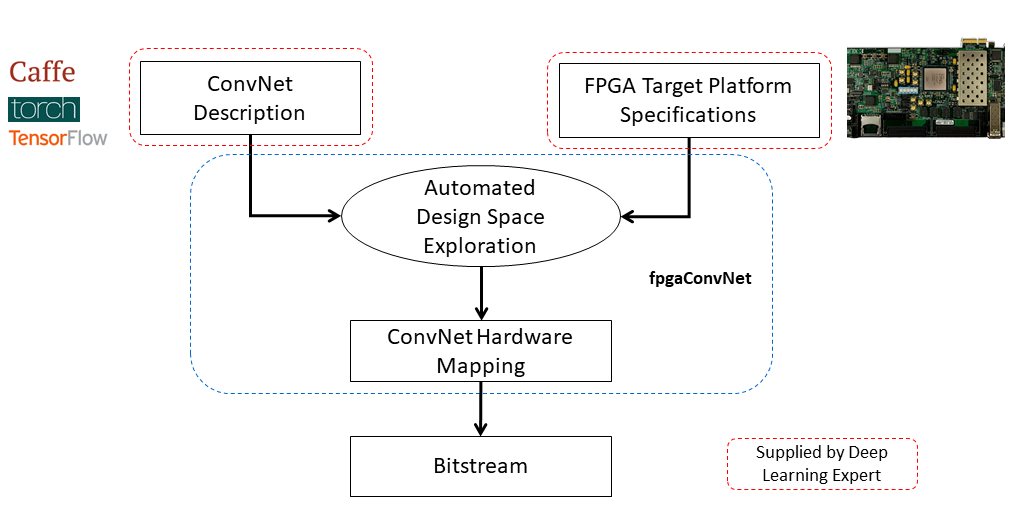 Caffe
torch
TensorFlow
ConvNet
Description
FPGA Target Platform
Specifications
Automated
Design Space
Exploration
fpgaConvNet
ConvNet Hardware
Mapping
Bitstream
Supplied by Deep
Learning Expert